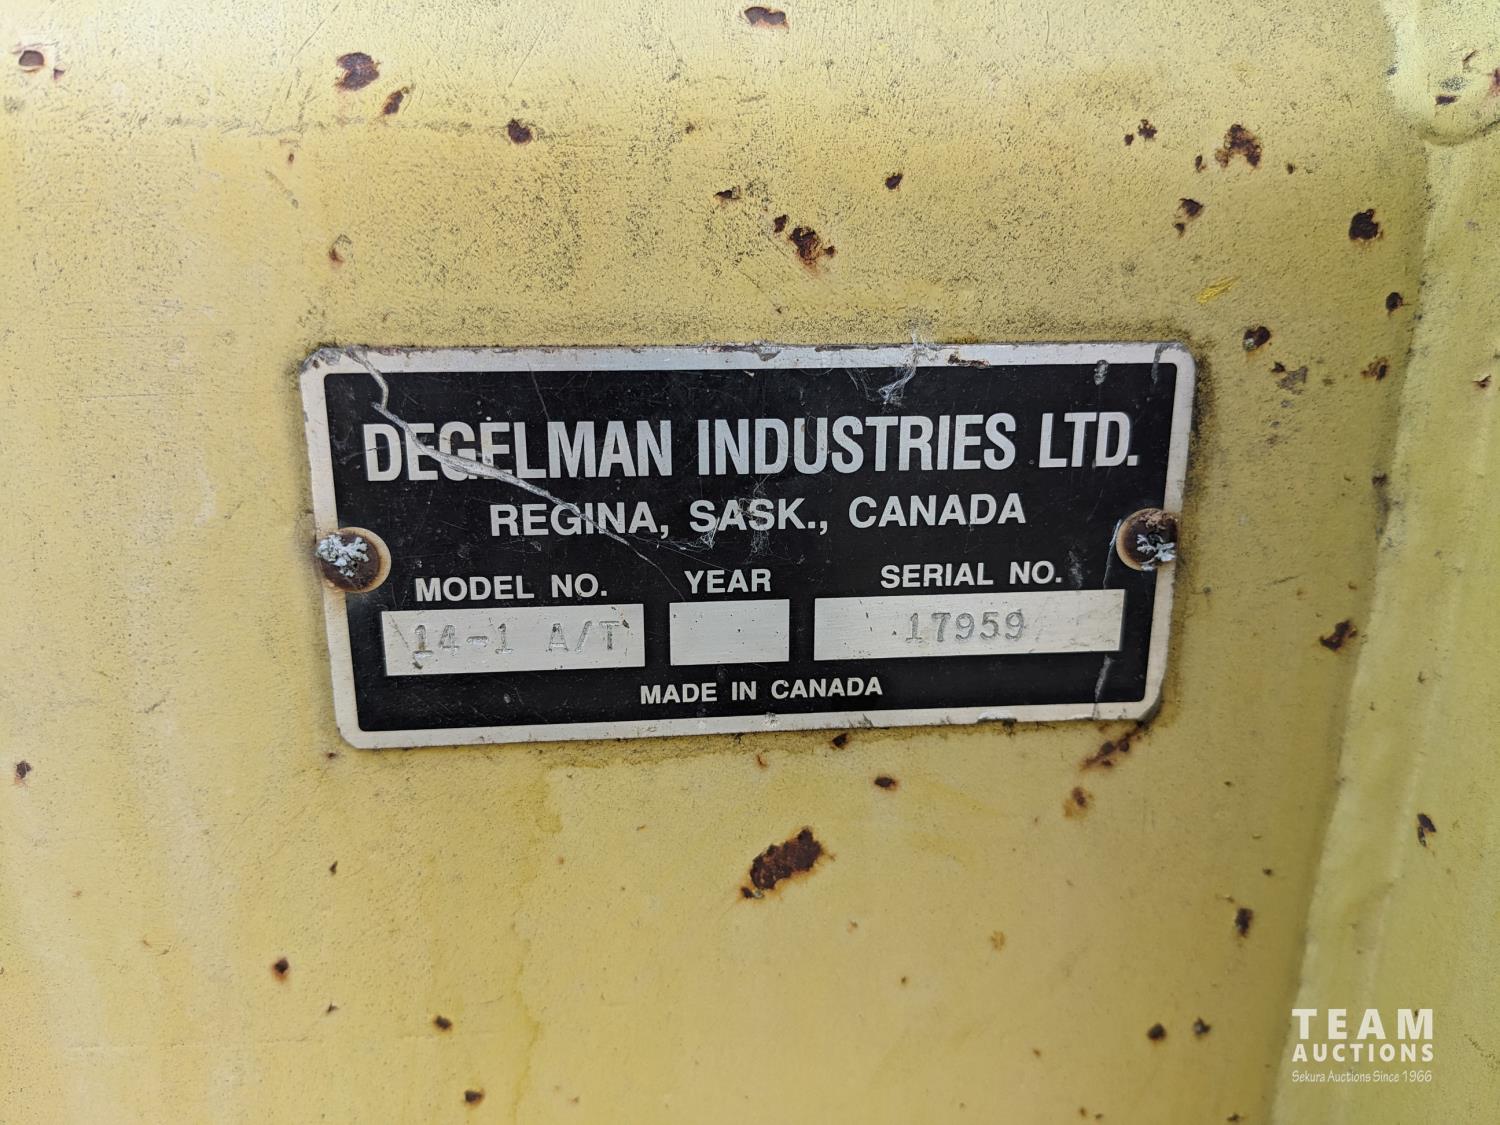 DEGELMAN INDUSTRIES LTD.
REGINA, SASK., CANADA
MODEL NO. YEAR SERIAL NO.
14-1 A/T 17959
MADE IN CANADA
TEAM
AUCTIONS
Sekura Auctions Since 1966